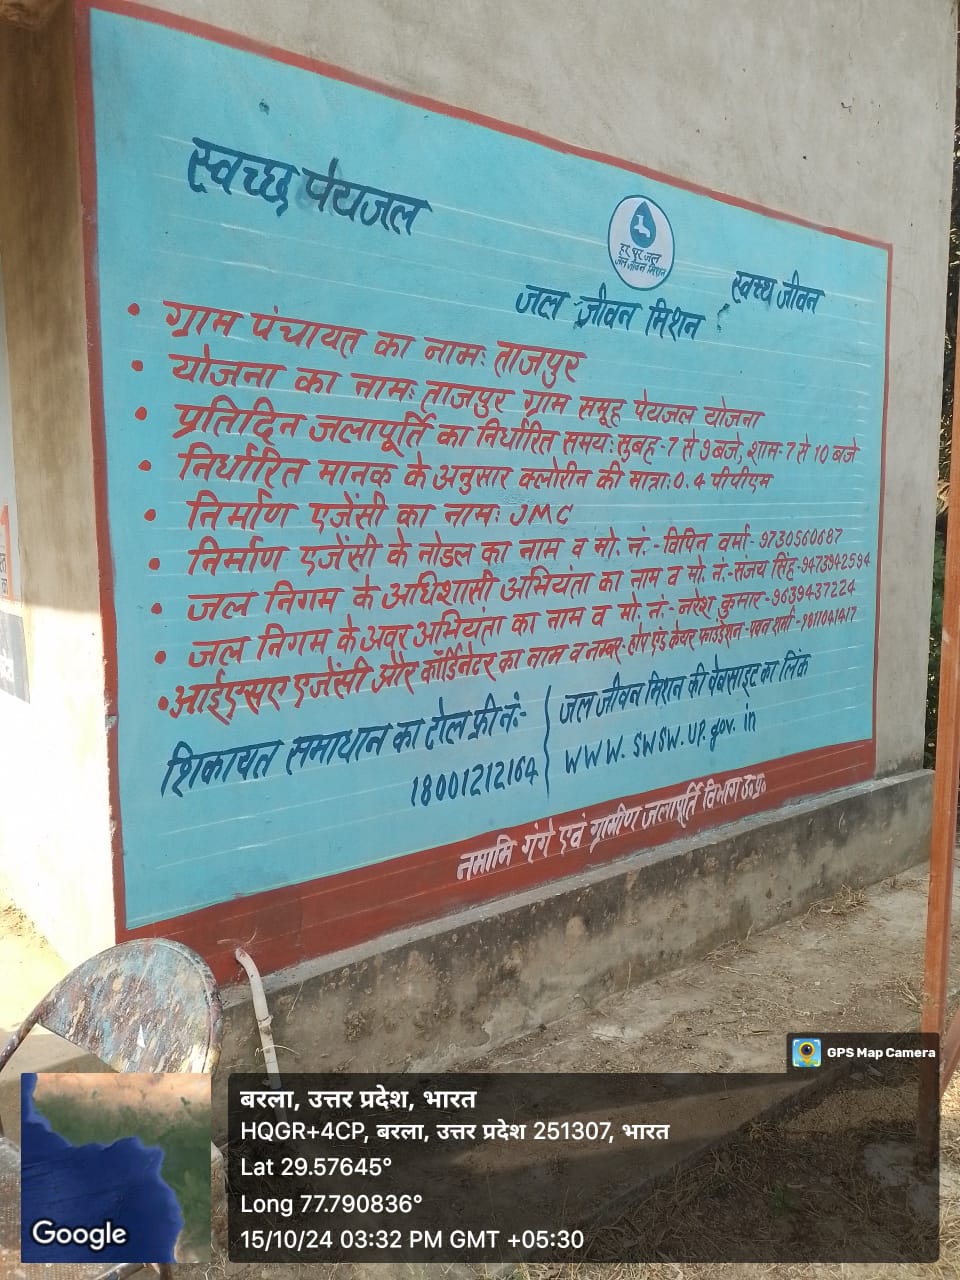 स्वच्छ पेयजल
हर घर जल
जल जीवन मिशन
जल जीवन मिशन
स्वच्छ जीवन
• ग्राम पंचायत का नाम: ताजपुर
• योजना का नाम: ताजपुर ग्राम समूह पेयजल योजना
• प्रतिदिन जलापूर्ति का निर्धारित समय: सुबह-7 से 9 बजे, शाम-7 से 10 बजे
• निर्धारित मानक के अनुसार क्लोरीन की मात्रा: 0.4 पीपीएम
• निर्माण एजेंसी का नाम: JMC
• निर्माण एजेंसी के नोडल का नाम व मो. नं.- विपिन वर्मा- 9730560687
• जल निगम के अधिशासी अभियंता का नाम व मो. नं.-संजय सिंह-9473942594
• जल निगम के अवर अभियंता का नाम व मो. नं.- नरेश कुमार-9639437224
• आईएसए एजेंसी और कॉर्डिनेटर का नाम व नम्बर-होप एंड केयर फाउंडेशन-पवन शर्मा-9811041417
शिकायत समाधान का टोल फ्री नं:-
18001212164
जल जीवन मिशन की वेबसाइट का लिंक
WWW. SWSW. UP. gov. in
नमामि गंगे एवं ग्रामीण जलापूर्ति विभाग उ०प्र०
GPS Map Camera
बरला, उत्तर प्रदेश, भारत
HQGR+4CP, बरला, उत्तर प्रदेश 251307, भारत
Lat 29.57645°
Long 77.790836°
15/10/24 03:32 PM GMT +05:30
Google